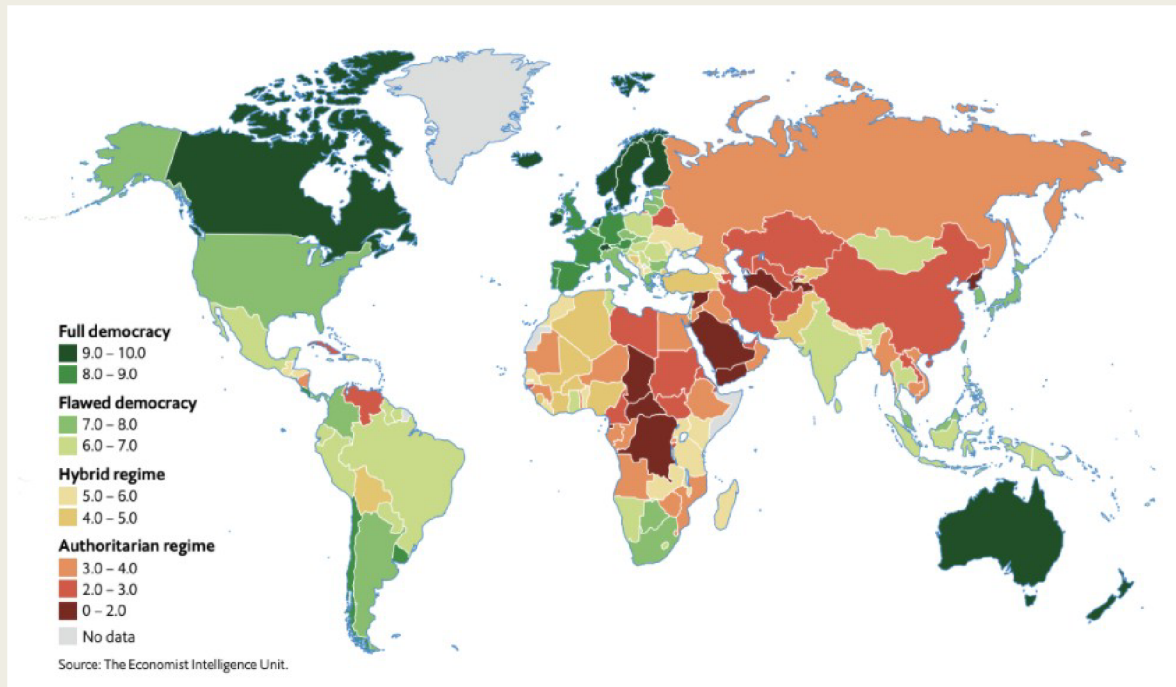 Full democracy
9.0 – 10.0
8.0 – 9.0
Flawed democracy
7.0 – 8.0
6.0 – 7.0
Hybrid regime
5.0 – 6.0
4.0 – 5.0
Authoritarian regime
3.0 – 4.0
2.0 – 3.0
0 – 2.0
No data
Source: The Economist Intelligence Unit.